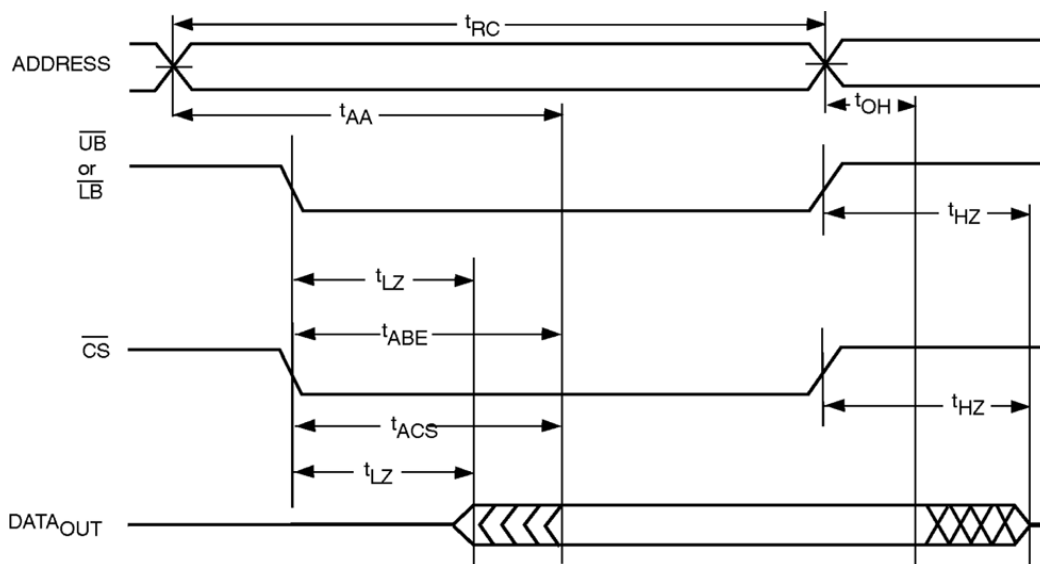 tRC
ADDRESS
tAA
tOH
UB
or
LB
tHZ
tLZ
tABE
CS
tHZ
tACS
tLZ
DATAOUT